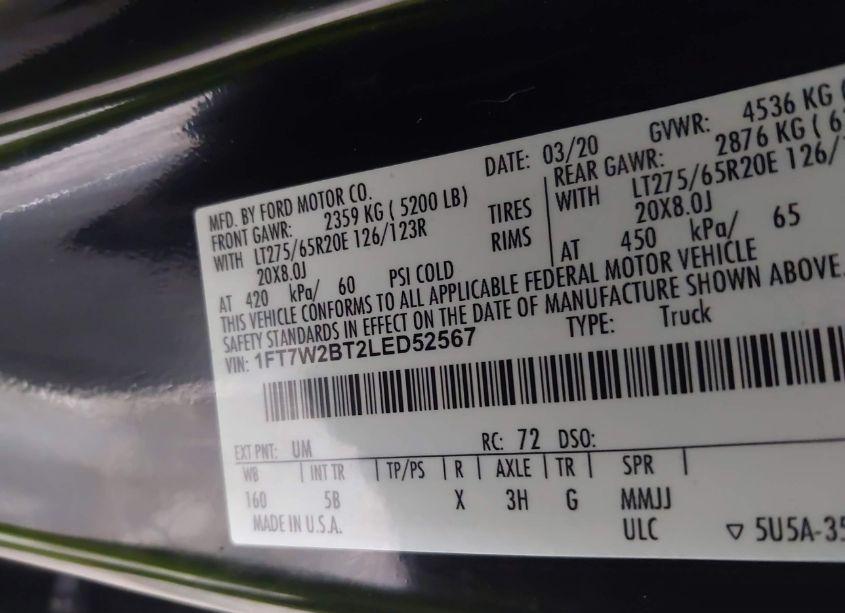 MFD. BY FORD MOTOR CO.
DATE: 03/20 GVWR: 4536 KG (
FRONT GAWR: 2359 KG ( 5200 LB) REAR GAWR: 2876 KG (
WITH LT275/65R20E 126/123R TIRES WITH LT275/65R20E 126/
20X8.0J RIMS 20X8.0J
AT 420 kPa/ 60 PSI COLD AT 450 kPa/ 65
THIS VEHICLE CONFORMS TO ALL APPLICABLE FEDERAL MOTOR VEHICLE
SAFETY STANDARDS IN EFFECT ON THE DATE OF MANUFACTURE SHOWN ABOVE.
VIN: 1FT7W2BT2LED52567 TYPE: Truck
EXT PNT: UM RC: 72 DSO:
WB INT TR TP/PS R AXLE TR SPR
160 5B X 3H G MMJJ
MADE IN U.S.A. ULC ▽ 5U5A-35